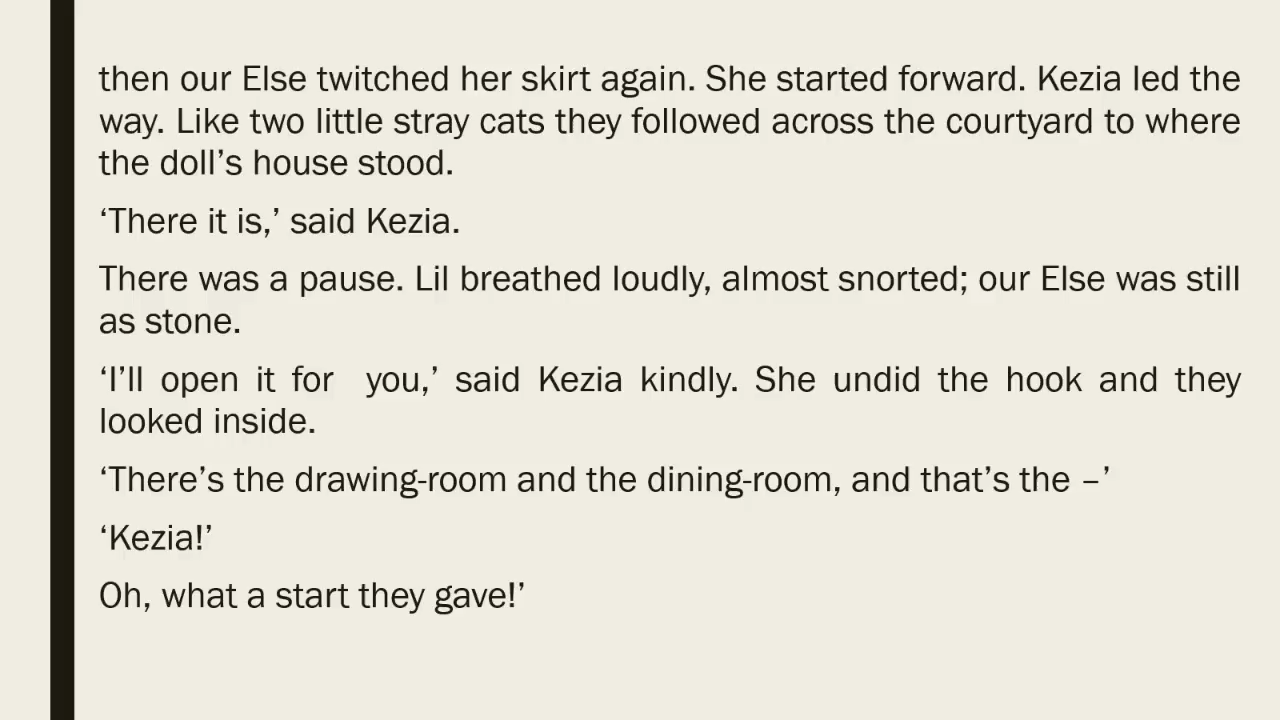 then our Else twitched her skirt again. She started forward. Kezia led the
way. Like two little stray cats they followed across the courtyard to where
the doll’s house stood.
‘There it is,’ said Kezia.
There was a pause. Lil breathed loudly, almost snorted; our Else was still
as stone.
‘I’ll open it for  you,’ said Kezia kindly. She undid the hook and they
looked inside.
‘There’s the drawing-room and the dining-room, and that’s the –’
‘Kezia!’
Oh, what a start they gave!’